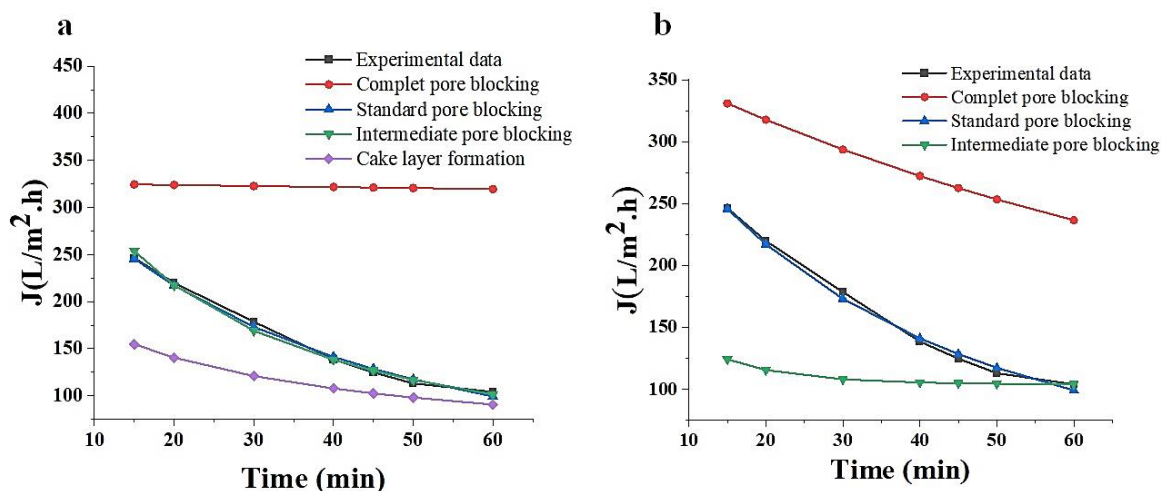 a
Experimental data
Complet pore blocking
Standard pore blocking
Intermediate pore blocking
Cake layer formation
450
400
350
300
250
200
150
100
J(L/m².h)
10 20 30 40 50 60
Time (min)
b
Experimental data
Complet pore blocking
Standard pore blocking
Intermediate pore blocking
350
300
250
200
150
100
J(L/m².h)
10 20 30 40 50 60
Time (min)